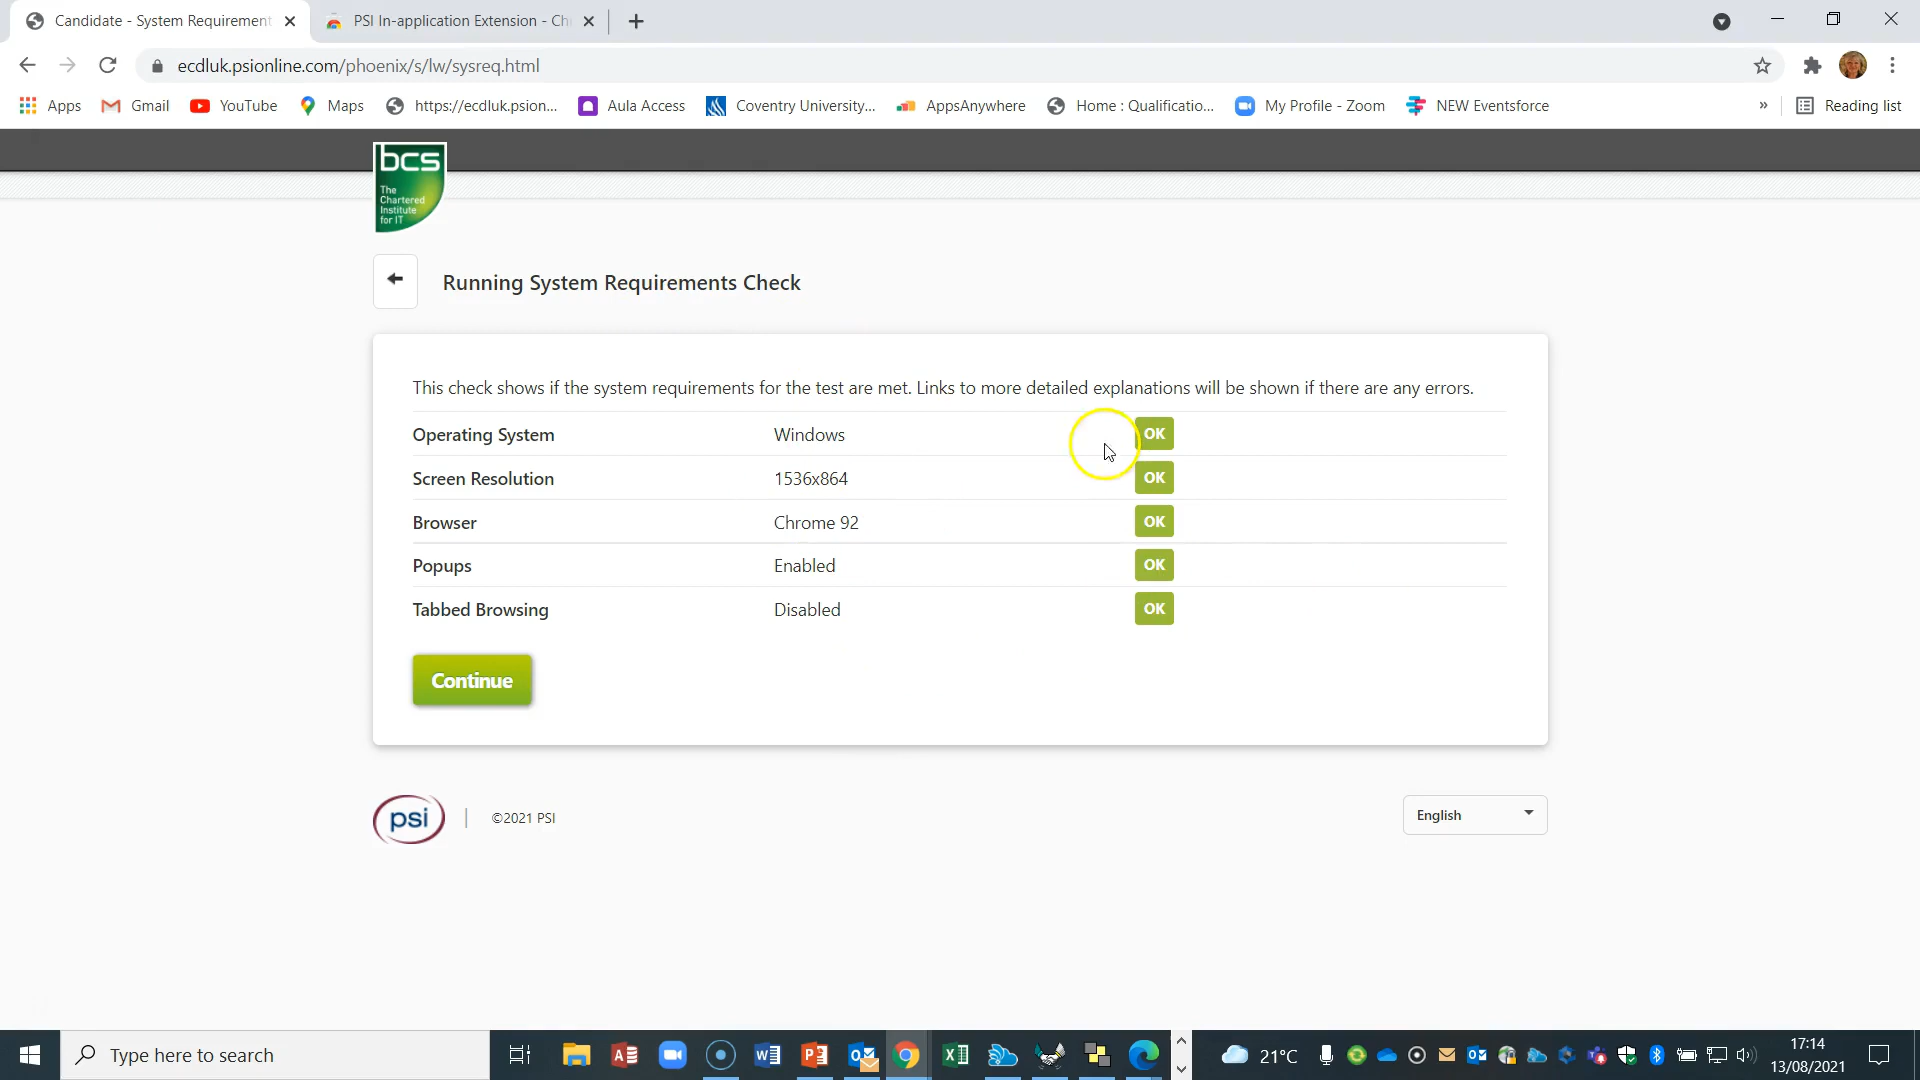 Candidate - System Requirement
PSI In-application Extension - Ch
ecdluk.psionline.com/phoenix/s/lw/sysreq.html
Apps Gmail YouTube Maps https://ecdluk.psion... Aula Access Coventry University... AppsAnywhere Home : Qualificatio... My Profile - Zoom NEW Eventsforce » Reading list
bcs
The
Chartered
Institute
for IT
Running System Requirements Check
This check shows if the system requirements for the test are met. Links to more detailed explanations will be shown if there are any errors.
Operating System Windows OK
Screen Resolution 1536x864 OK
Browser Chrome 92 OK
Popups Enabled OK
Tabbed Browsing Disabled OK
Continue
psi | ©2021 PSI
English
Type here to search
21°C
17:14
13/08/2021